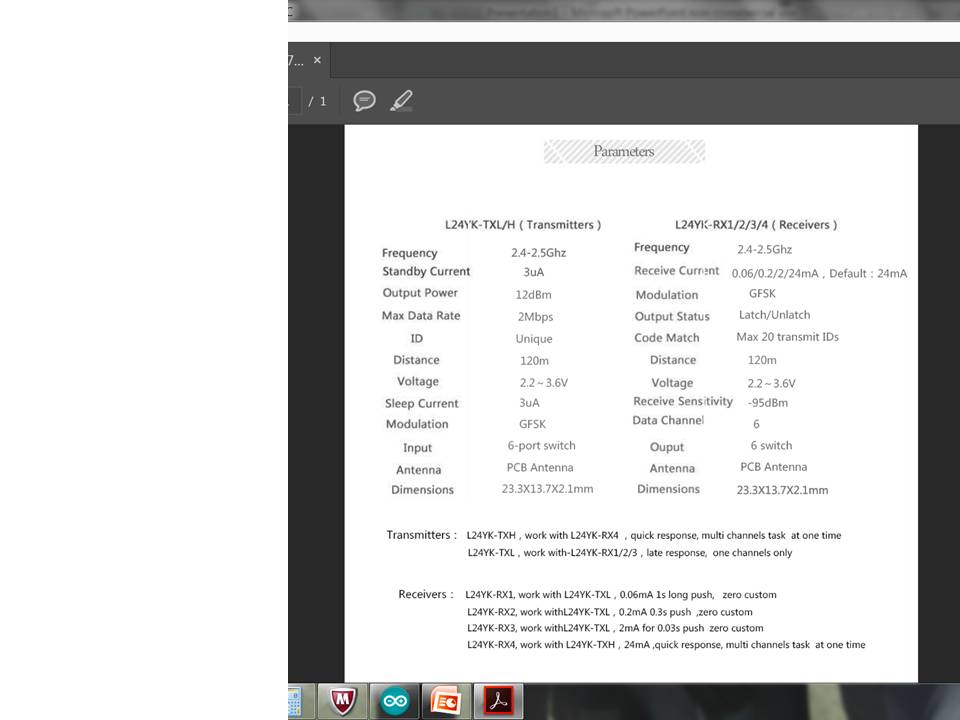 7... ×
/ 1
Parameters
L24YK-TXL/H ( Transmitters )
Frequency 2.4-2.5Ghz
Standby Current 3uA
Output Power 12dBm
Max Data Rate 2Mbps
ID Unique
Distance 120m
Voltage 2.2～3.6V
Sleep Current 3uA
Modulation GFSK
Input 6-port switch
Antenna PCB Antenna
Dimensions 23.3X13.7X2.1mm
L24YK-RX1/2/3/4 ( Receivers )
Frequency 2.4-2.5Ghz
Receive Current 0.06/0.2/2/24mA , Default : 24mA
Modulation GFSK
Output Status Latch/Unlatch
Code Match Max 20 transmit IDs
Distance 120m
Voltage 2.2～3.6V
Receive Sensitivity -95dBm
Data Channel 6
Ouput 6 switch
Antenna PCB Antenna
Dimensions 23.3X13.7X2.1mm
Transmitters : L24YK-TXH , work with L24YK-RX4 , quick response, multi channels task at one time
L24YK-TXL , work with-L24YK-RX1/2/3 , late response, one channels only
Receivers : L24YK-RX1, work with L24YK-TXL , 0.06mA 1s long push, zero custom
L24YK-RX2, work withL24YK-TXL , 0.2mA 0.3s push ,zero custom
L24YK-RX3, work withL24YK-TXL , 2mA for 0.03s push zero custom
L24YK-RX4, work with L24YK-TXH , 24mA ,quick response, multi channels task at one time